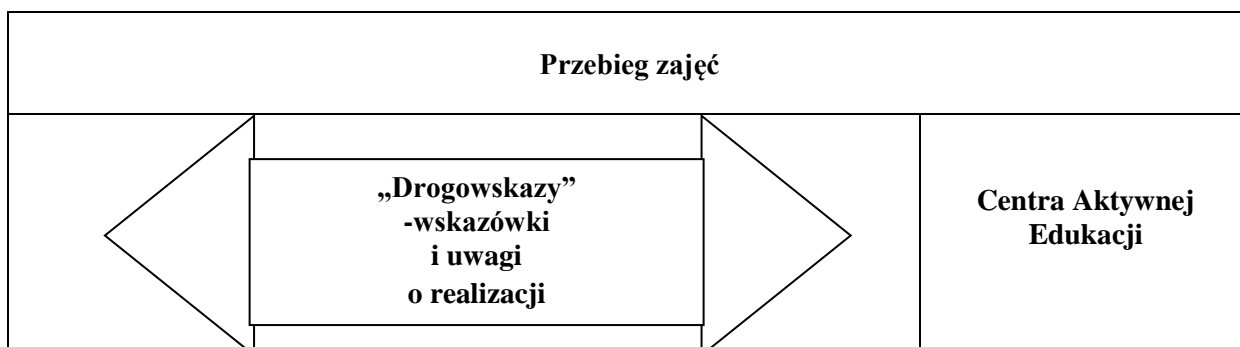 Przebieg zajęć
„Drogowskazy”
-wskazówki
i uwagi
o realizacji
Centra Aktywnej
Edukacji